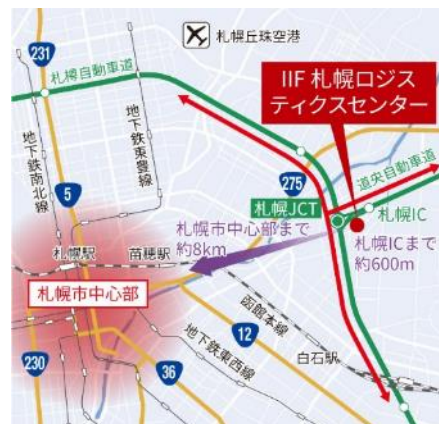 231
札幌丘珠空港
札樽自動車道
IIF 札幌ロジス
ティクスセンター
地下鉄南北線
地下鉄東豊線
5
275
道央自動車道
札幌JCT
札幌IC
札幌市中心部まで
約8km
札幌ICまで
約600m
札幌駅
苗穂駅
札幌市中心部
函館本線
12
白石駅
230
36
地下鉄東西線